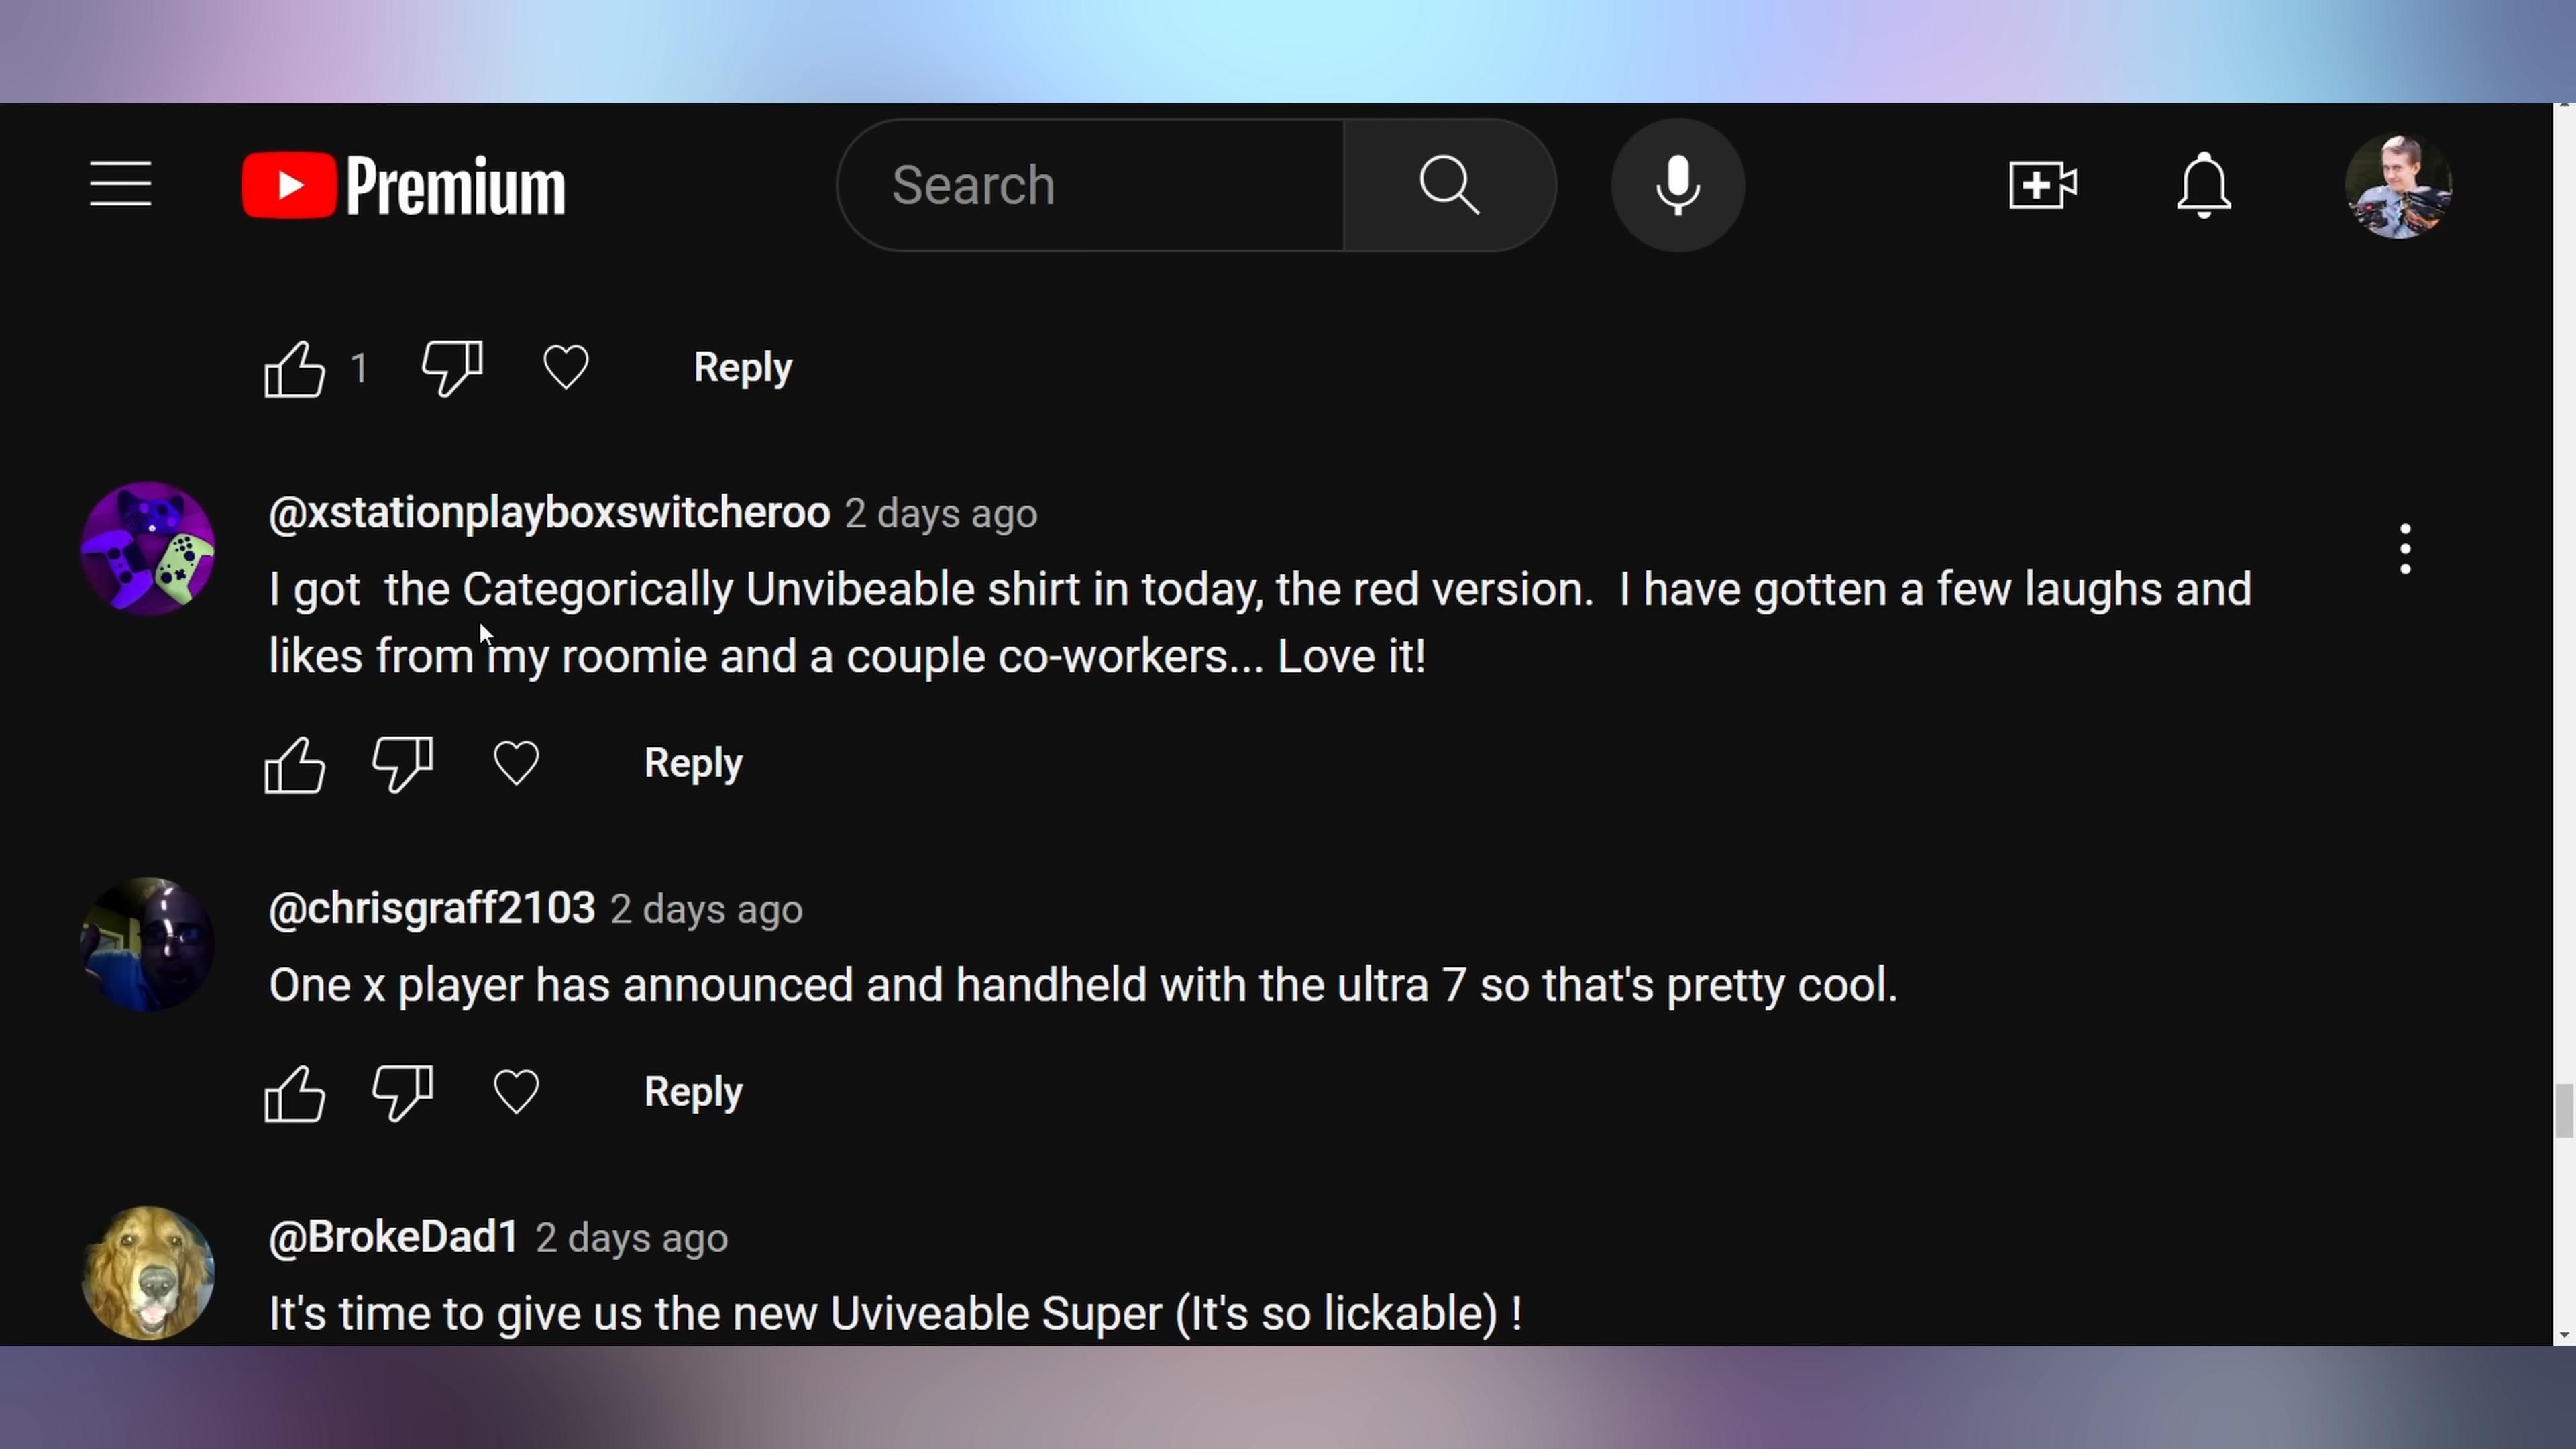 Premium
Search
1
Reply
@xstationplayboxswitcheroo 2 days ago
I got  the Categorically Unvibeable shirt in today, the red version.  I have gotten a few laughs and
likes from my roomie and a couple co-workers... Love it!
Reply
@chrisgraff2103 2 days ago
One x player has announced and handheld with the ultra 7 so that's pretty cool.
Reply
@BrokeDad1 2 days ago
It's time to give us the new Uviveable Super (It's so lickable) !